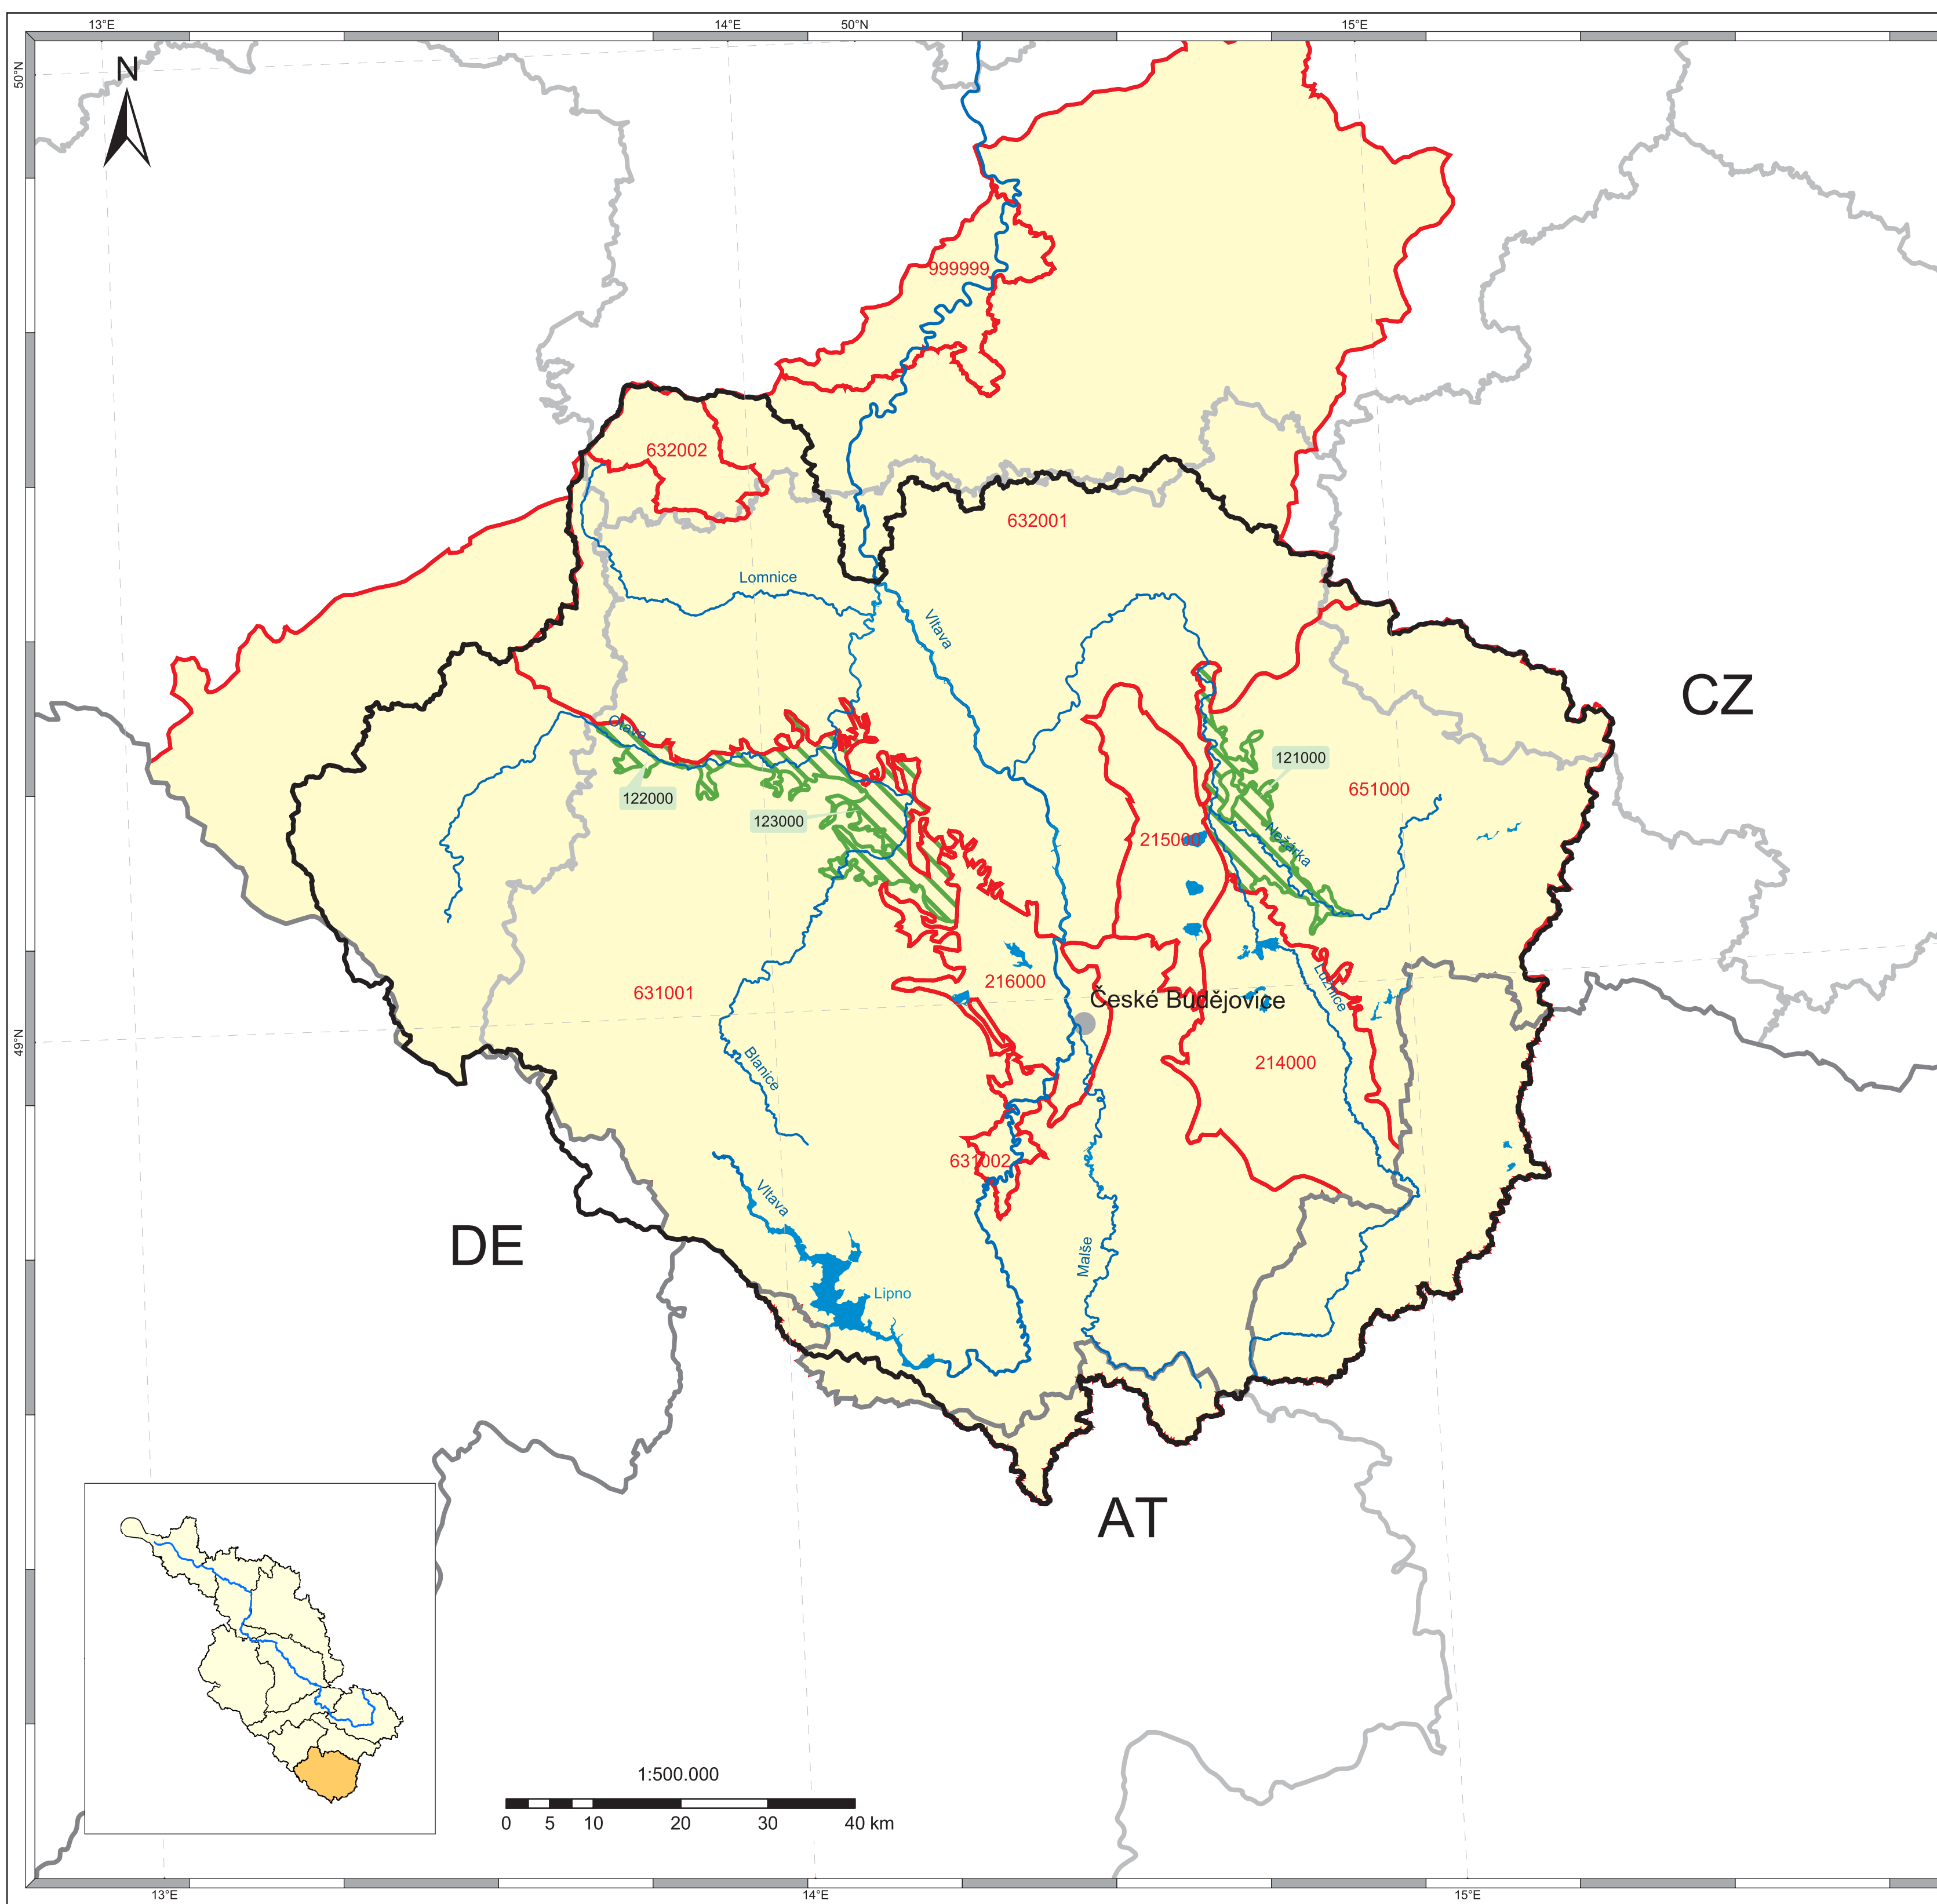 13°E
14°E
50°N
15°E
50°N
N
999999
632002
632001
Lomnice
Vltava
CZ
Otava
121000
651000
122000
123000
215000
Nežárka
216000
631001
Lužnice
České Budějovice
49°N
214000
Blanice
631002
Vltava
DE
Malše
Lipno
AT
1:500.000
0 5 10 20 30 40 km
13°E
14°E
15°E